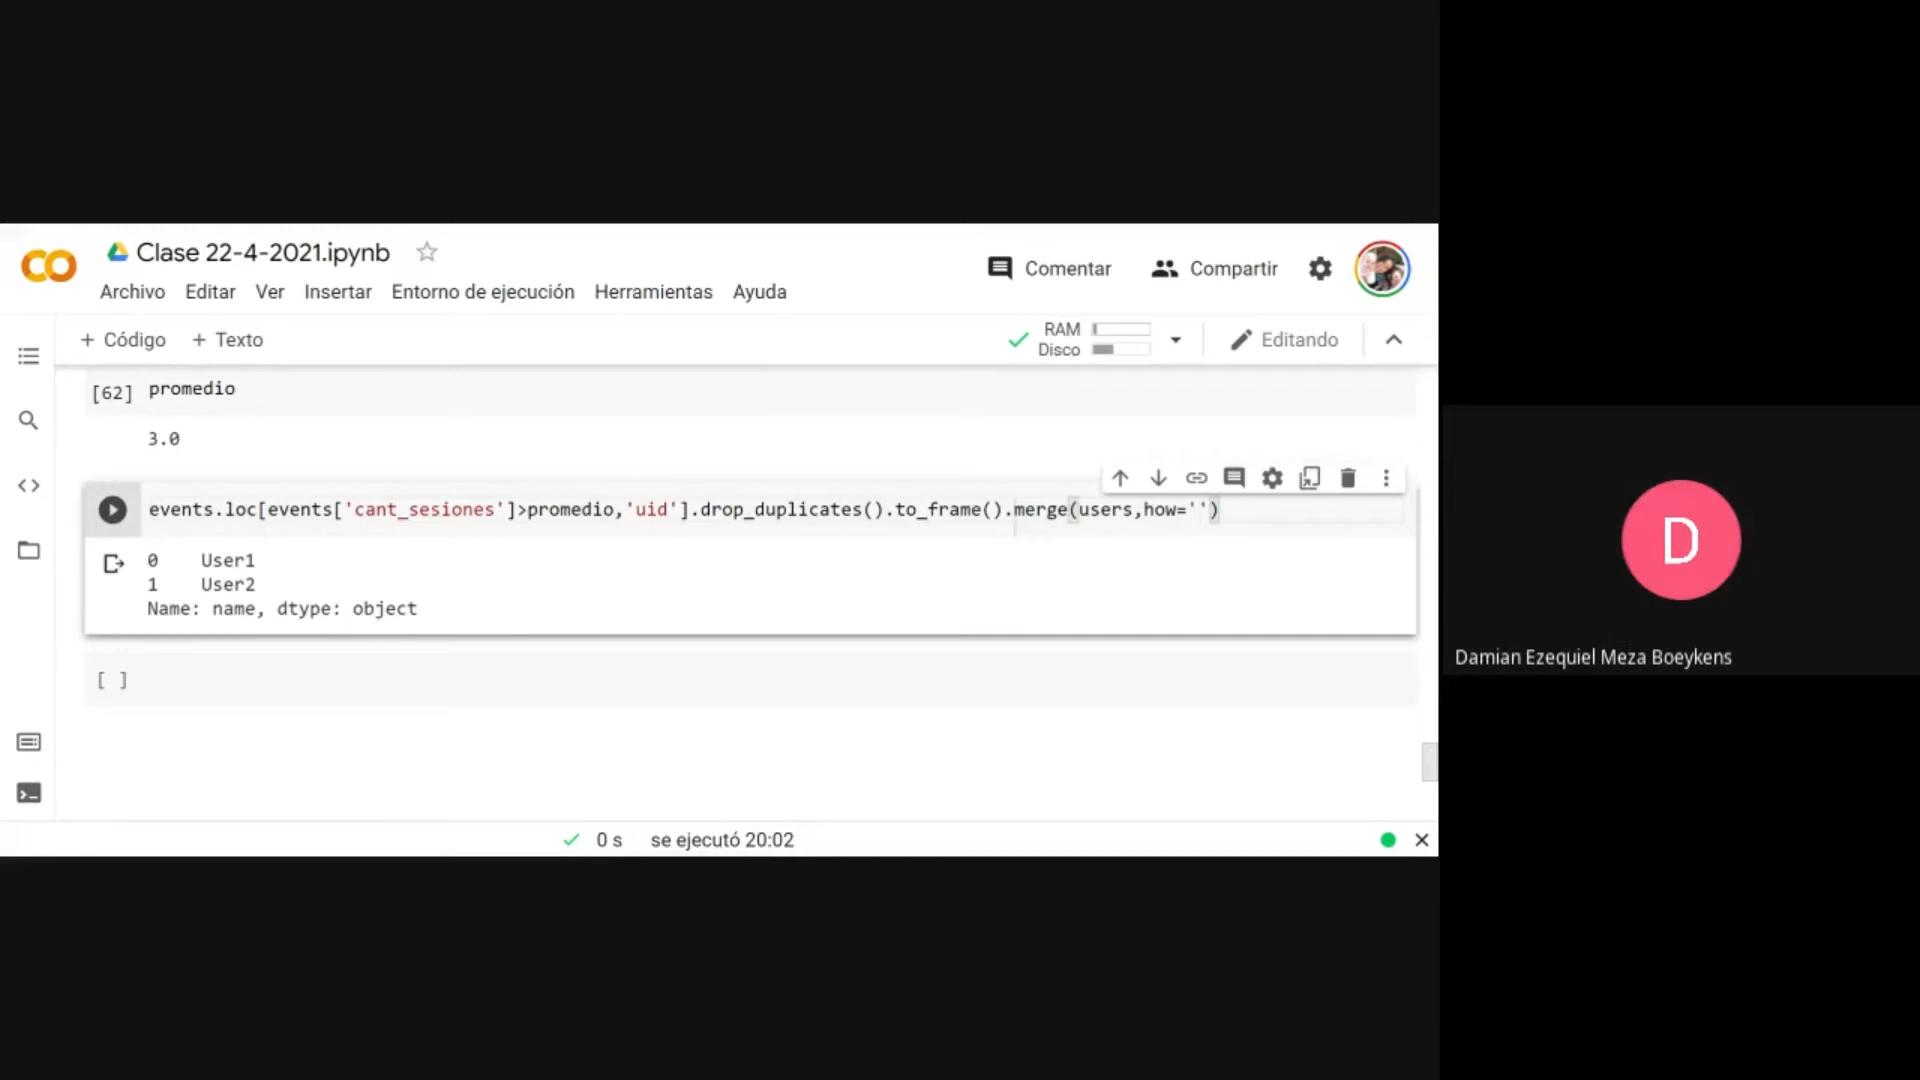 Clase 22-4-2021.ipynb
Comentar
Compartir
Archivo Editar Ver Insertar Entorno de ejecución Herramientas Ayuda
+ Código + Texto
RAM
Disco
Editando
[62] promedio
3.0
events.loc[events['cant_sesiones']>promedio,'uid'].drop_duplicates().to_frame().merge(users,how='')
0 User1
1 User2
Name: name, dtype: object
[ ]
0 s se ejecutó 20:02
D
Damian Ezequiel Meza Boeykens